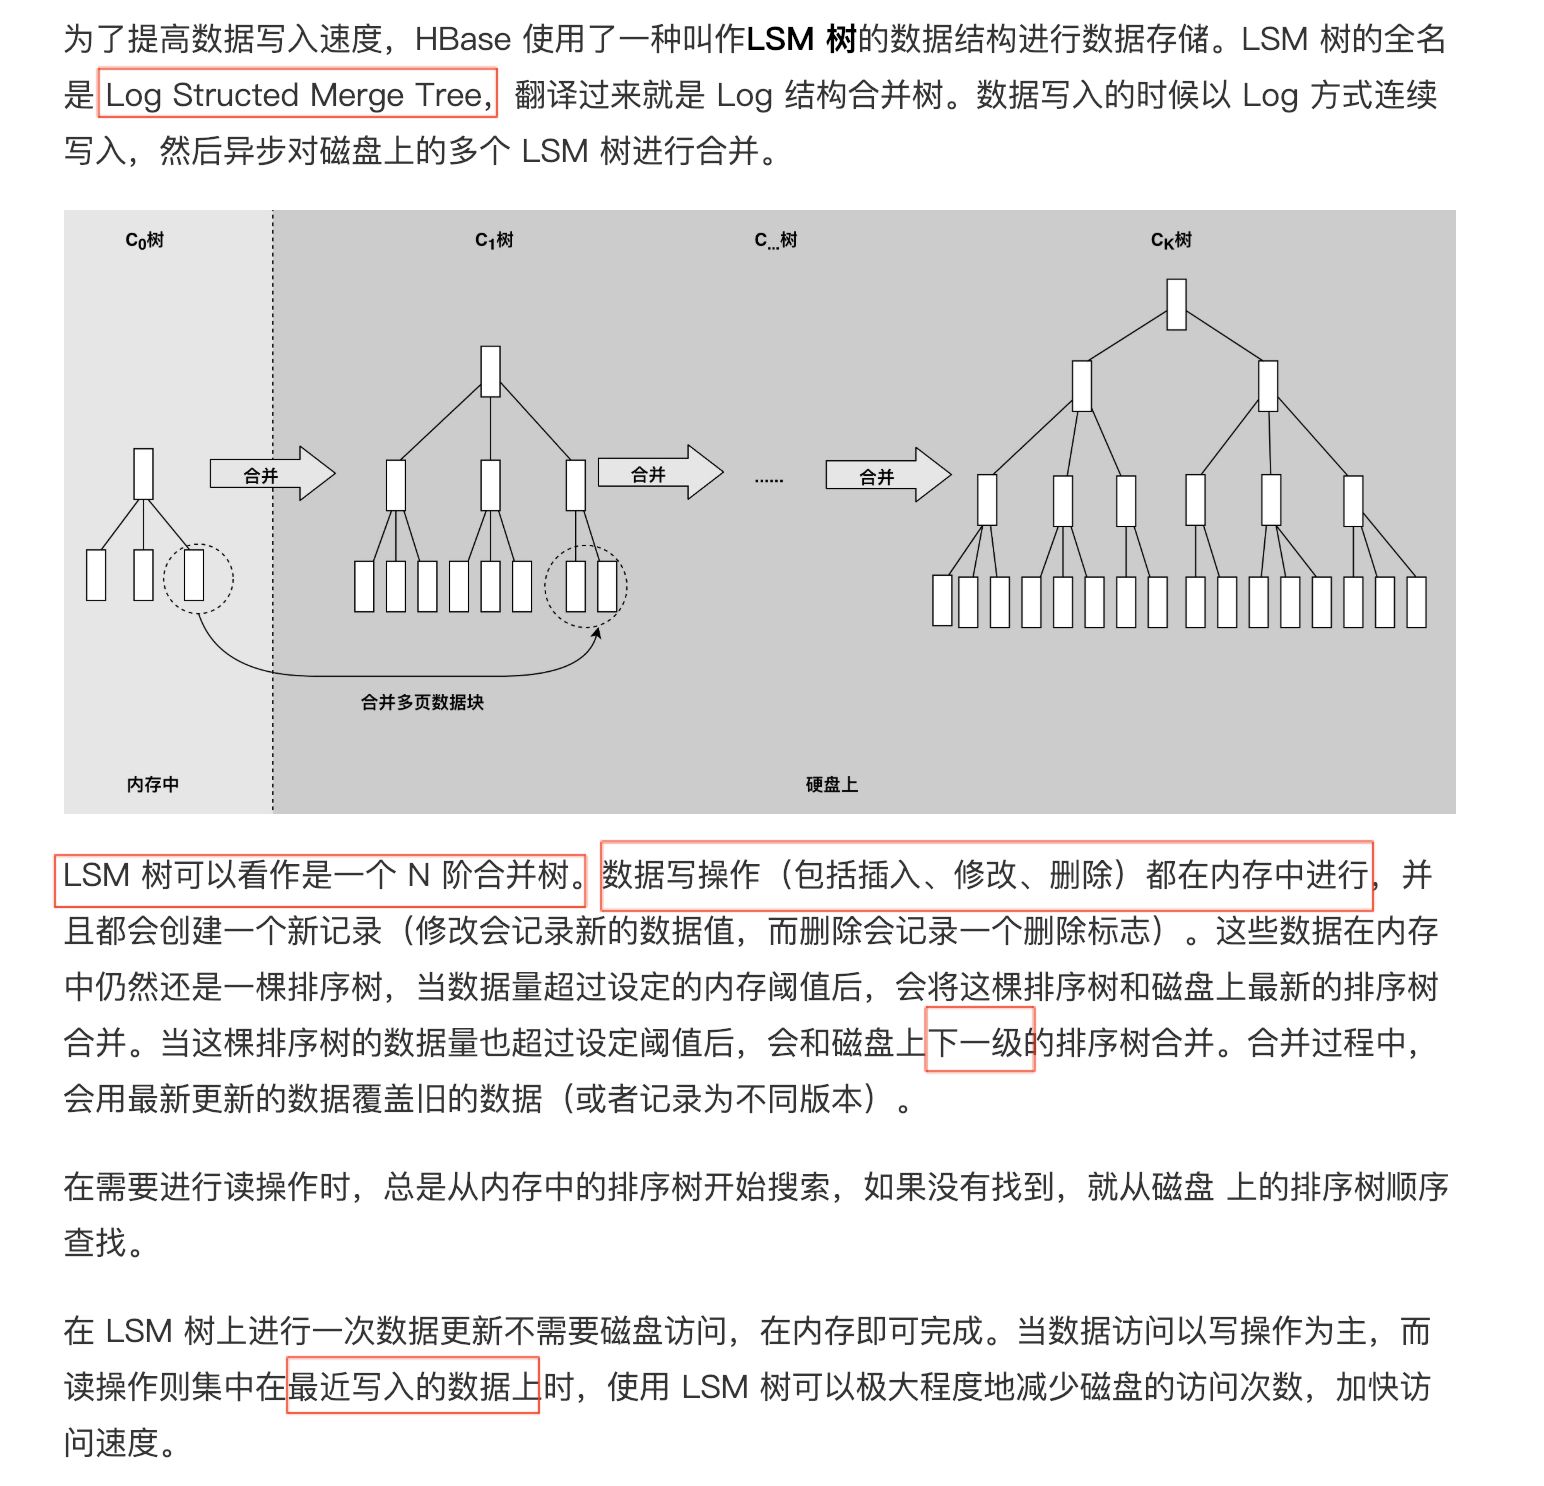 为了提高数据写入速度，HBase 使用了一种叫作LSM 树的数据结构进行数据存储。LSM 树的全名
是 Log Structed Merge Tree，翻译过来就是 Log 结构合并树。数据写入的时候以 Log 方式连续
写入，然后异步对磁盘上的多个 LSM 树进行合并。
C0树
C1树
C...树
CK树
合并
合并
......
合并
合并多页数据块
内存中
硬盘上
LSM 树可以看作是一个 N 阶合并树。数据写操作（包括插入、修改、删除）都在内存中进行，并
且都会创建一个新记录（修改会记录新的数据值，而删除会记录一个删除标志）。这些数据在内存
中仍然还是一棵排序树，当数据量超过设定的内存阈值后，会将这棵排序树和磁盘上最新的排序树
合并。当这棵排序树的数据量也超过设定阈值后，会和磁盘上下一级的排序树合并。合并过程中，
会用最新更新的数据覆盖旧的数据（或者记录为不同版本）。
在需要进行读操作时，总是从内存中的排序树开始搜索，如果没有找到，就从磁盘 上的排序树顺序
查找。
在 LSM 树上进行一次数据更新不需要磁盘访问，在内存即可完成。当数据访问以写操作为主，而
读操作则集中在最近写入的数据上时，使用 LSM 树可以极大程度地减少磁盘的访问次数，加快访
问速度。